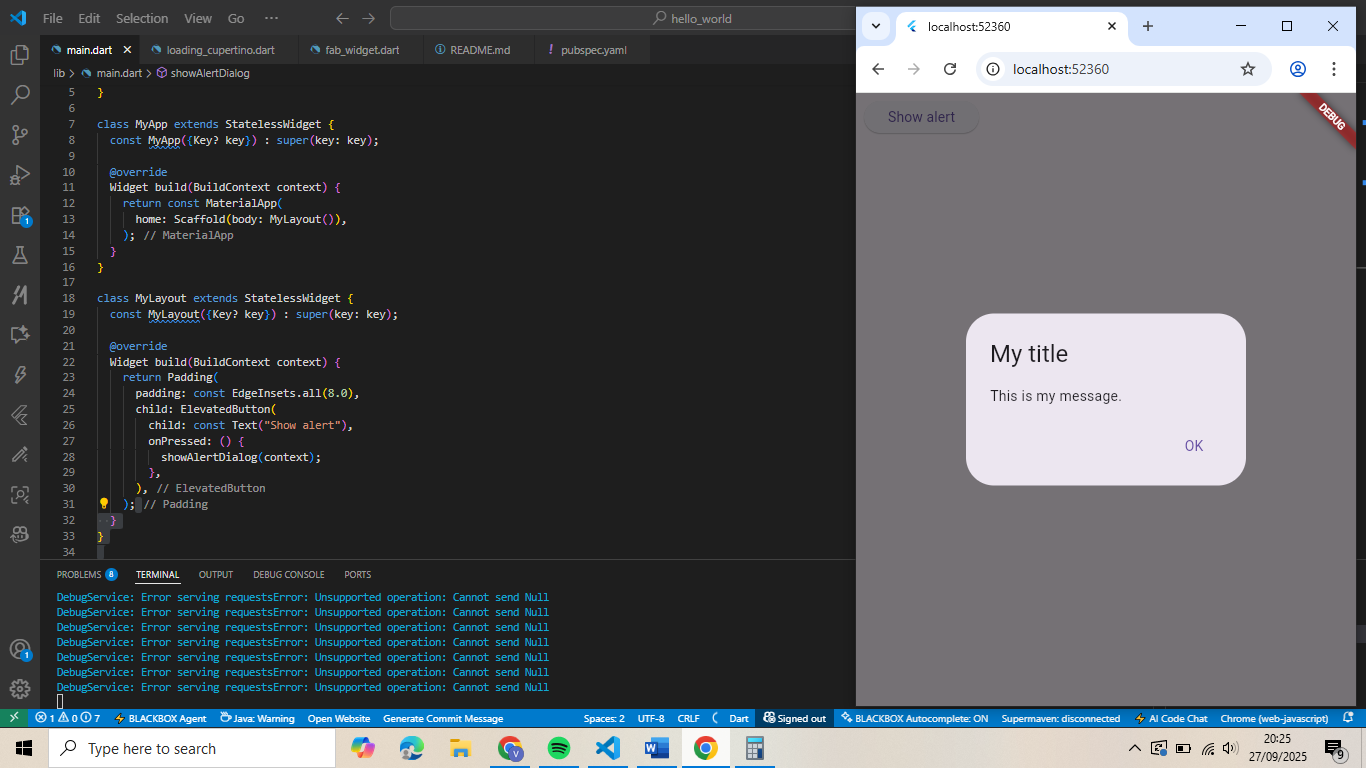 File Edit Selection View Go ··· hello_world
main.dart loading_cupertino.dart fab_widget.dart README.md pubspec.yaml
lib > main.dart > showAlertDialog
5 }
6
7 class MyApp extends StatelessWidget {
8 const MyApp({Key? key}) : super(key: key);
9
10 @override
11 Widget build(BuildContext context) {
12 return const MaterialApp(
13 home: Scaffold(body: MyLayout()),
14 ); // MaterialApp
15 }
16 }
17
18 class MyLayout extends StatelessWidget {
19 const MyLayout({Key? key}) : super(key: key);
20
21 @override
22 Widget build(BuildContext context) {
23 return Padding(
24 padding: const EdgeInsets.all(8.0),
25 child: ElevatedButton(
26 child: const Text("Show alert"),
27 onPressed: () {
28 showAlertDialog(context);
29 },
30 ), // ElevatedButton
31 ); // Padding
32 }
33 }
34
PROBLEMS 8 TERMINAL OUTPUT DEBUG CONSOLE PORTS
DebugService: Error serving requestsError: Unsupported operation: Cannot send Null
DebugService: Error serving requestsError: Unsupported operation: Cannot send Null
DebugService: Error serving requestsError: Unsupported operation: Cannot send Null
DebugService: Error serving requestsError: Unsupported operation: Cannot send Null
DebugService: Error serving requestsError: Unsupported operation: Cannot send Null
DebugService: Error serving requestsError: Unsupported operation: Cannot send Null
DebugService: Error serving requestsError: Unsupported operation: Cannot send Null
1
1
localhost:52360
localhost:52360
Show alert
DEBUG
My title
This is my message.
OK
1 0 7 BLACKBOX Agent Java: Warning Open Website Generate Commit Message Spaces: 2 UTF-8 CRLF Dart Signed out BLACKBOX Autocomplete: ON Supermaven: disconnected AI Code Chat Chrome (web-javascript)
Type here to search
V
W
20:25
27/09/2025
9